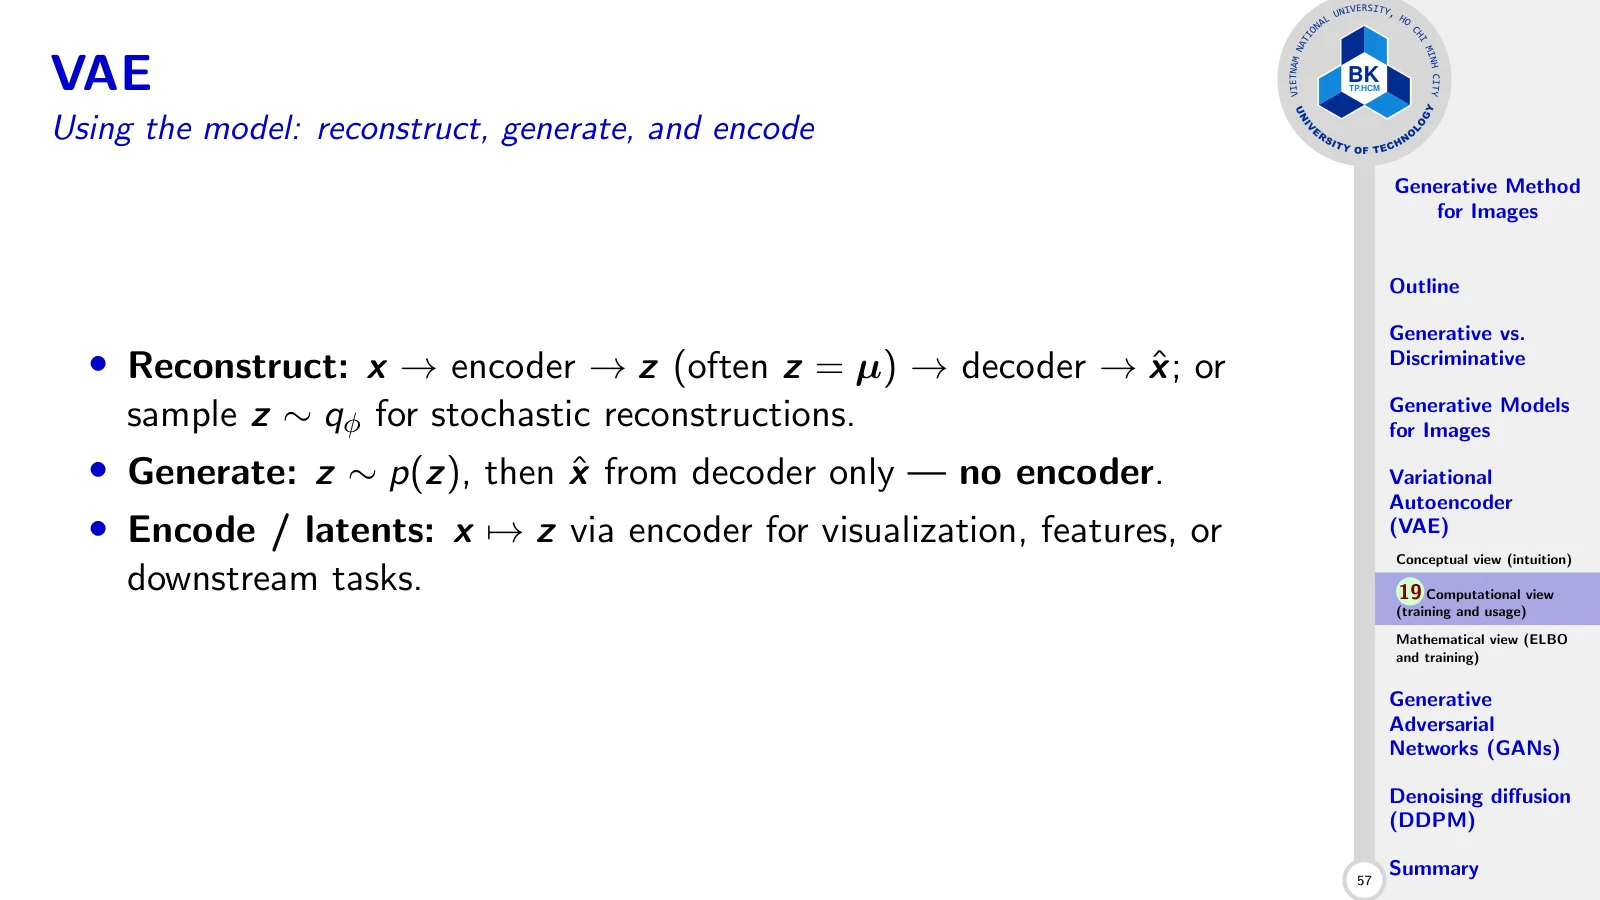 VAE
Using the model: reconstruct, generate, and encode
• Reconstruct: x → encoder → z (often z = μ) → decoder → x̂; or
sample z ∼ qϕ for stochastic reconstructions.
• Generate: z ∼ p(z), then x̂ from decoder only — no encoder.
• Encode / latents: x ↦ z via encoder for visualization, features, or
downstream tasks.
VIETNAM NATIONAL UNIVERSITY, HO CHI MINH CITY
BK
TP.HCM
UNIVERSITY OF TECHNOLOGY
Generative Method
for Images
Outline
Generative vs.
Discriminative
Generative Models
for Images
Variational
Autoencoder
(VAE)
Conceptual view (intuition)
19 Computational view
(training and usage)
Mathematical view (ELBO
and training)
Generative
Adversarial
Networks (GANs)
Denoising diffusion
(DDPM)
Summary
57